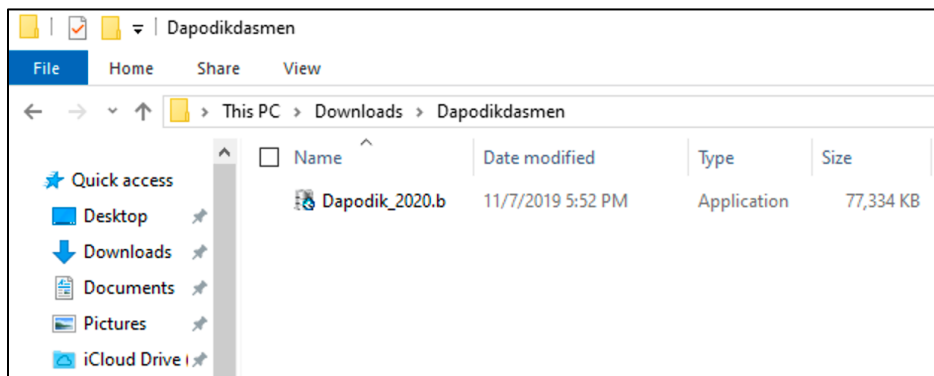 Dapodikdasmen
File Home Share View
This PC > Downloads > Dapodikdasmen
Name Date modified Type Size
Quick access
Dapodik_2020.b 11/7/2019 5:52 PM Application 77,334 KB
Desktop
Downloads
Documents
Pictures
iCloud Drive (